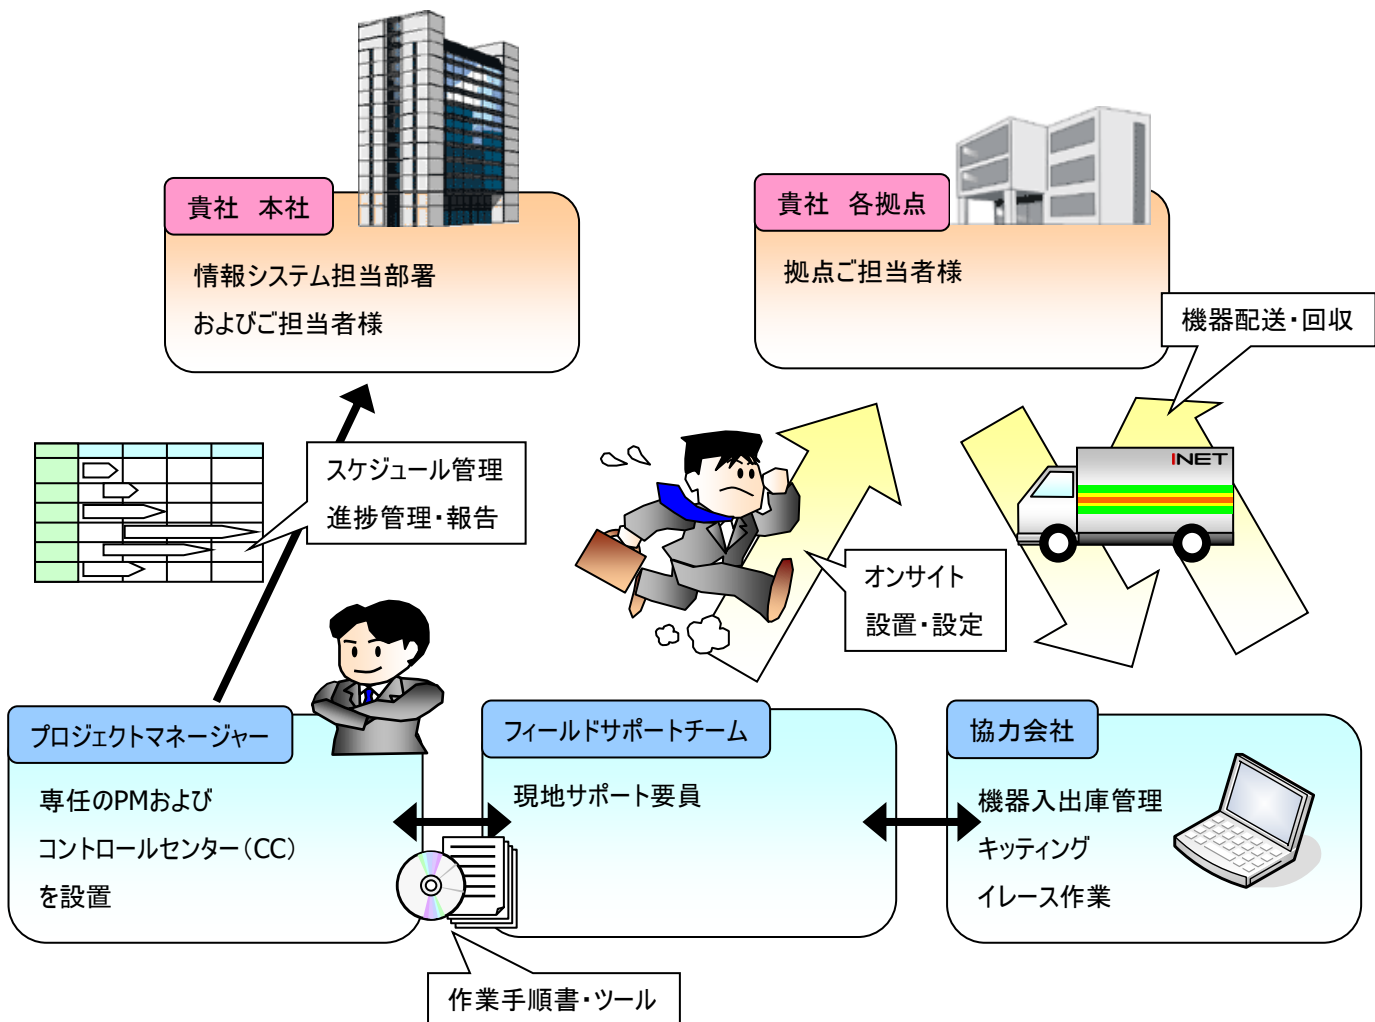 貴社 本社
情報システム担当部署
およびご担当者様
貴社 各拠点
拠点ご担当者様
機器配送・回収
スケジュール管理
進捗管理・報告
INET
オンサイト
設置・設定
プロジェクトマネージャー
専任のPMおよび
コントロールセンター（CC）
を設置
フィールドサポートチーム
現地サポート要員
協力会社
機器入出庫管理
キッティング
イレース作業
作業手順書・ツール